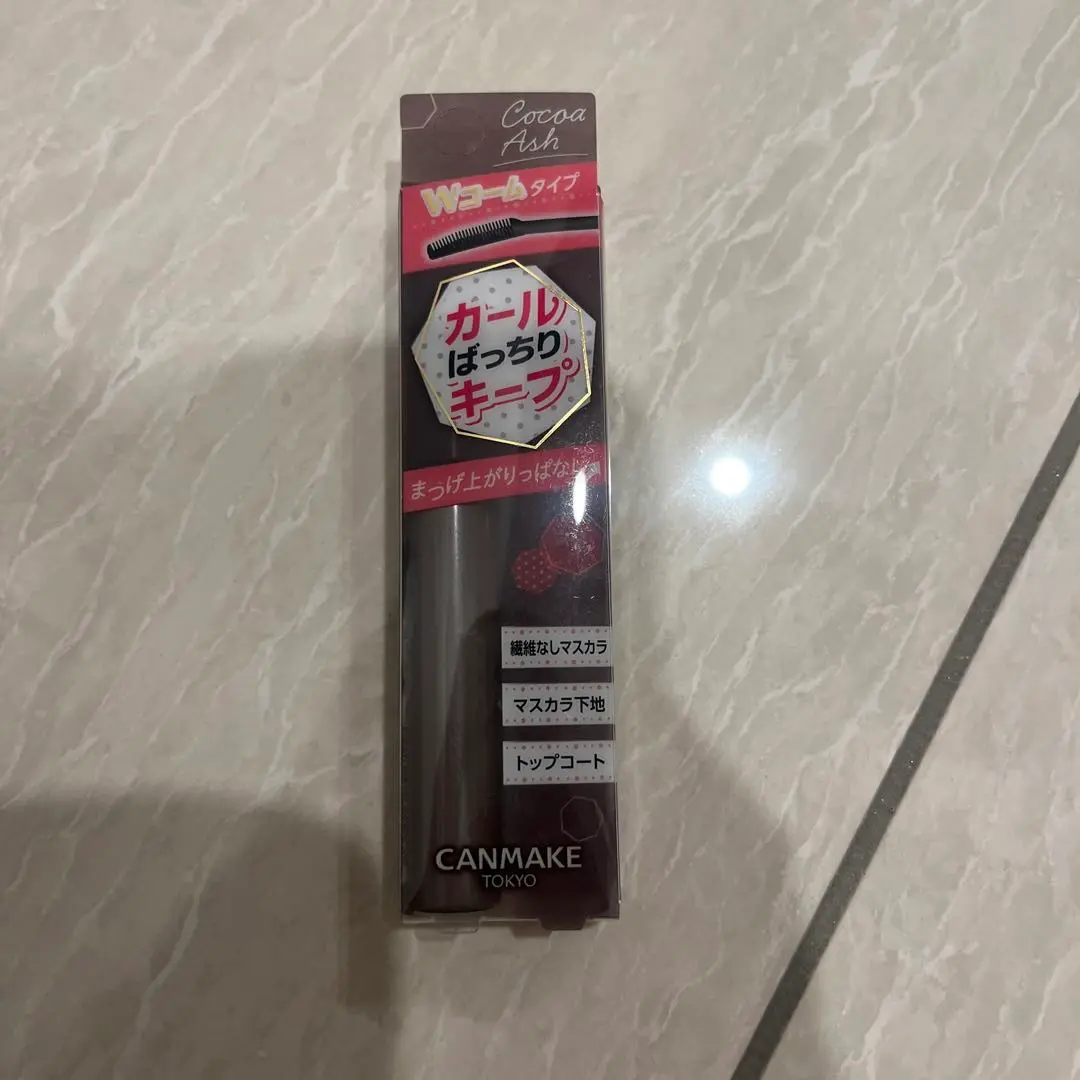 Cocoa
Ash
Wコームタイプ
カール
ばっちり
キープ
まつげ上がりっぱなし
繊維なしマスカラ
マスカラ下地
トップコート
CANMAKE
TOKYO